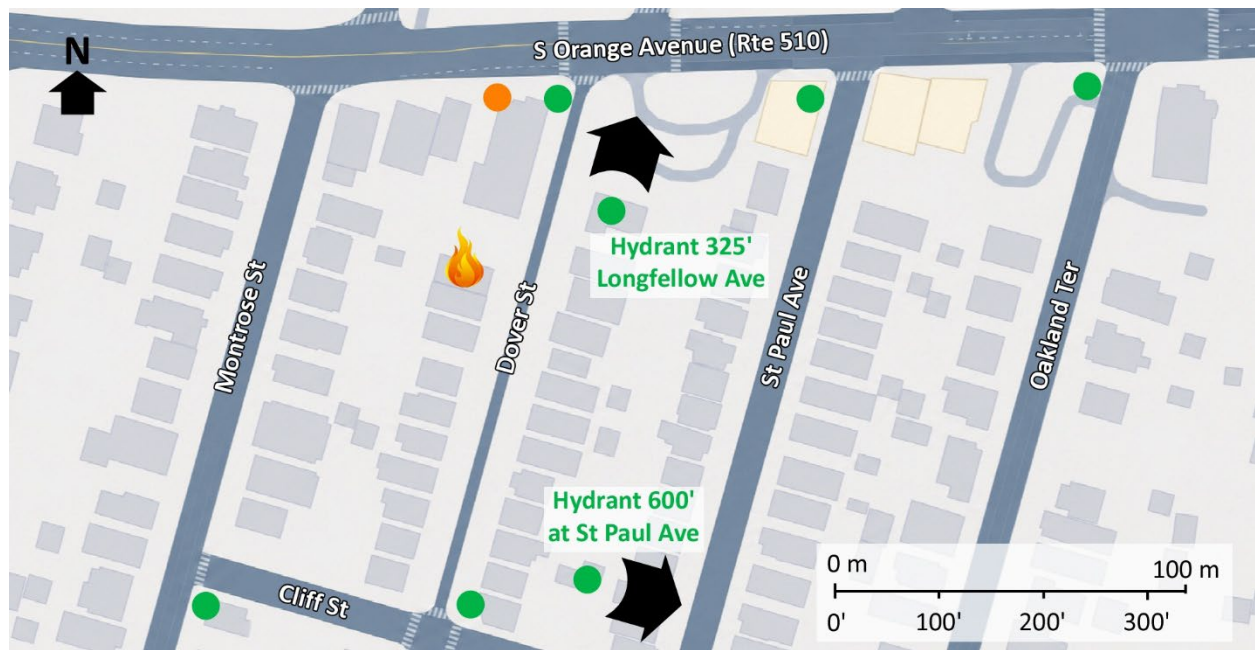 S Orange Avenue (Rte 510)
N
Hydrant 325'
Longfellow Ave
Montrose St
Dover St
St Paul Ave
Oakland Ter
Hydrant 600'
at St Paul Ave
Cliff St
0 m 100 m
0' 100' 200' 300'